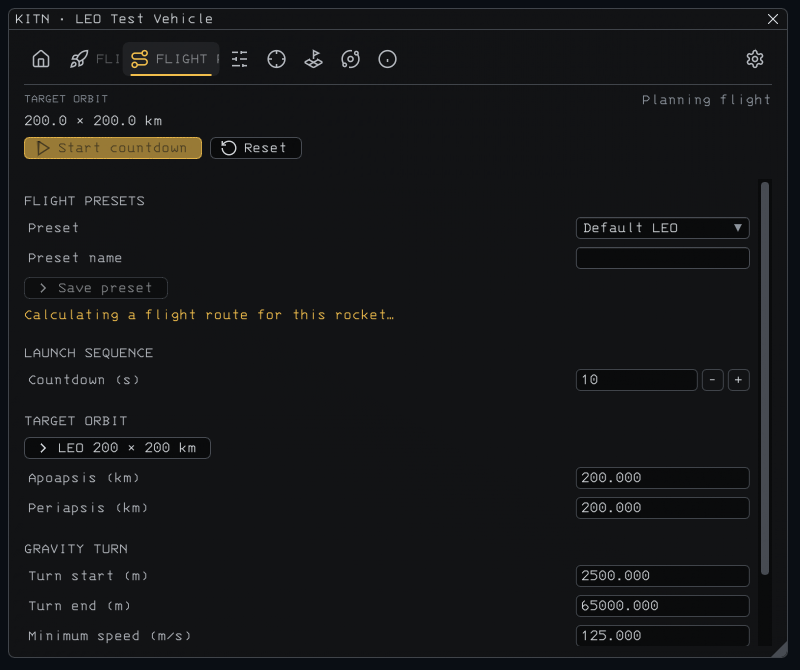 KITN · LEO Test Vehicle
FLI
FLIGHT
TARGET ORBIT
Planning flight
200.0 × 200.0 km
Start countdown
Reset
FLIGHT PRESETS
Preset
Default LEO
Preset name
Save preset
Calculating a flight route for this rocket…
LAUNCH SEQUENCE
Countdown (s)
10
-
+
TARGET ORBIT
LEO 200 × 200 km
Apoapsis (km)
200.000
Periapsis (km)
200.000
GRAVITY TURN
Turn start (m)
2500.000
Turn end (m)
65000.000
Minimum speed (m/s)
125.000